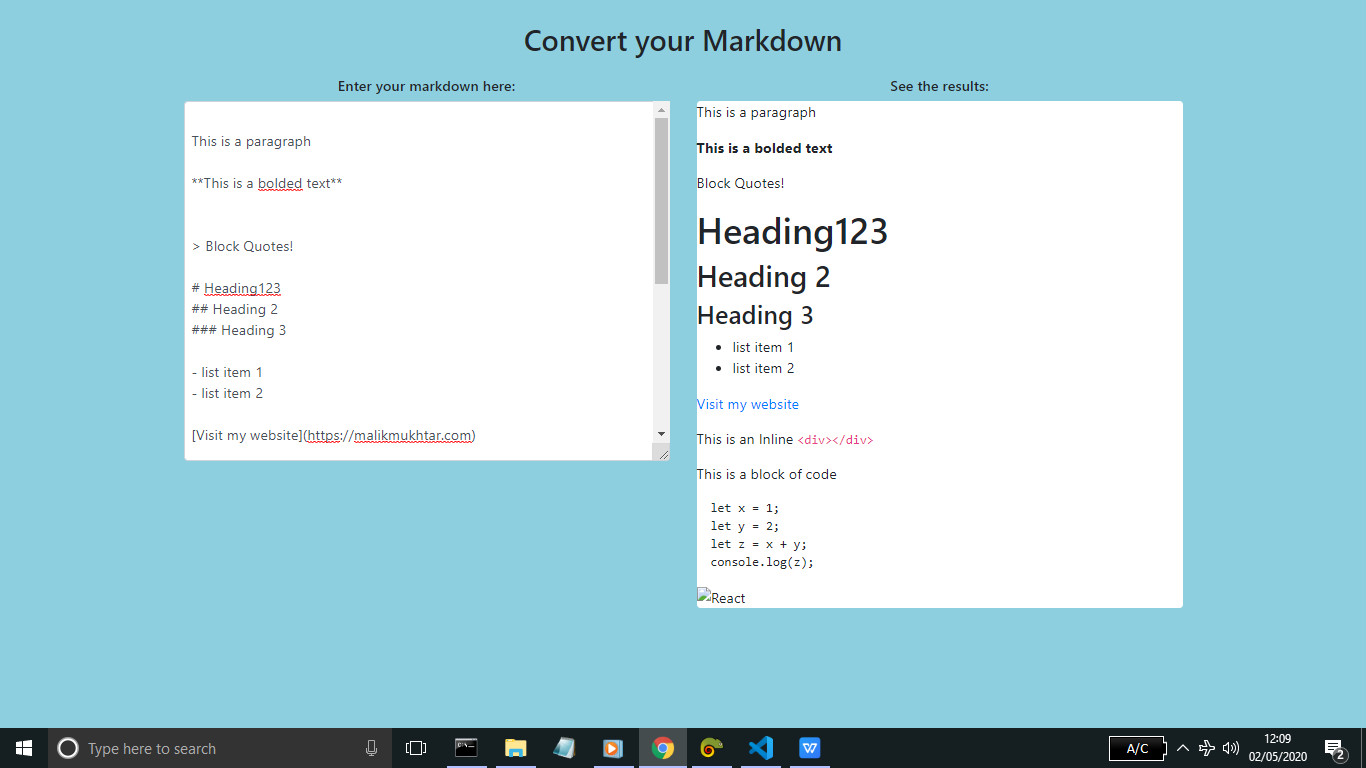 Convert your Markdown
Enter your markdown here:
This is a paragraph
**This is a bolded text**
> Block Quotes!
# Heading123
## Heading 2
### Heading 3
- list item 1
- list item 2
[Visit my website](https://malikmukhtar.com)
See the results:
This is a paragraph
This is a bolded text
Block Quotes!
Heading123
Heading 2
Heading 3
list item 1
list item 2
Visit my website
This is an Inline <div></div>
This is a block of code
let x = 1;
let y = 2;
let z = x + y;
console.log(z);
React
Type here to search
A/C
12:09
02/05/2020
2